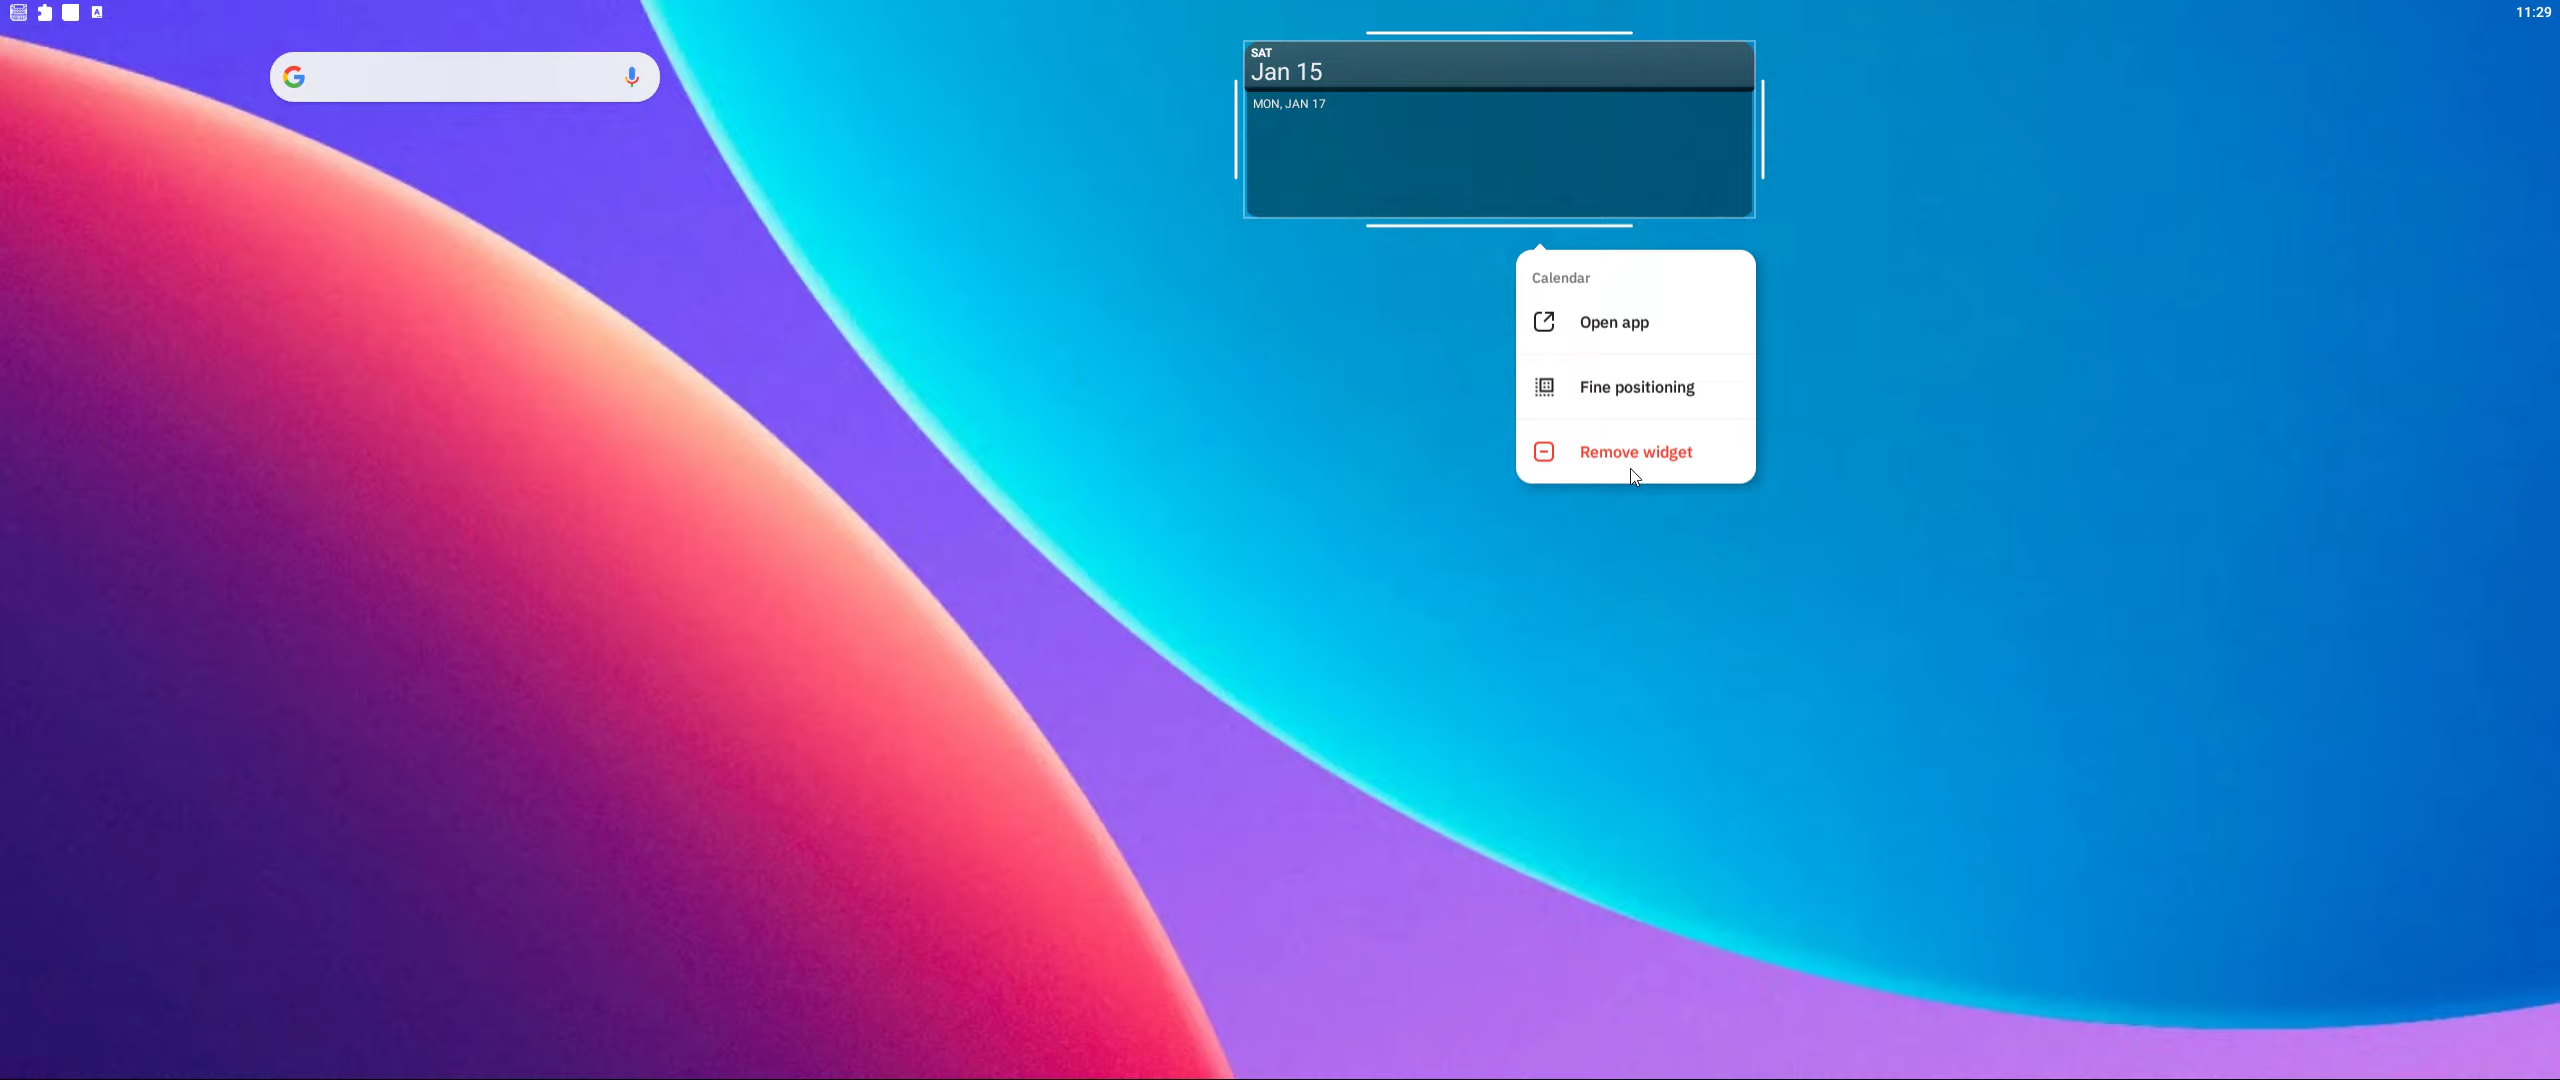 11:29
SAT
Jan 15
MON, JAN 17
Calendar
Open app
Fine positioning
Remove widget